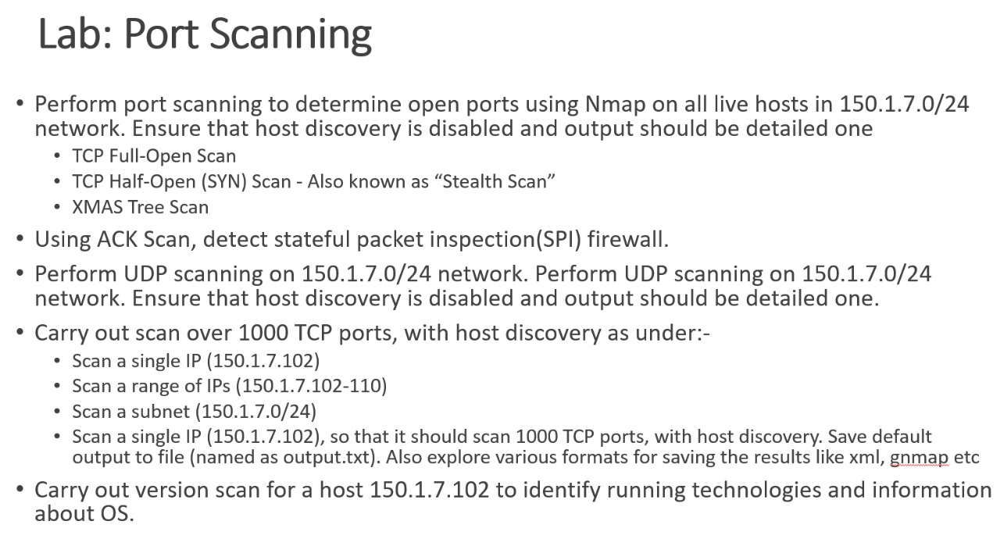 Lab: Port Scanning
• Perform port scanning to determine open ports using Nmap on all live hosts in 150.1.7.0/24
network. Ensure that host discovery is disabled and output should be detailed one
• TCP Full-Open Scan
• TCP Half-Open (SYN) Scan - Also known as “Stealth Scan”
• XMAS Tree Scan
• Using ACK Scan, detect stateful packet inspection(SPI) firewall.
• Perform UDP scanning on 150.1.7.0/24 network. Perform UDP scanning on 150.1.7.0/24
network. Ensure that host discovery is disabled and output should be detailed one.
• Carry out scan over 1000 TCP ports, with host discovery as under:-
• Scan a single IP (150.1.7.102)
• Scan a range of IPs (150.1.7.102-110)
• Scan a subnet (150.1.7.0/24)
• Scan a single IP (150.1.7.102), so that it should scan 1000 TCP ports, with host discovery. Save default
output to file (named as output.txt). Also explore various formats for saving the results like xml, gnmap etc
• Carry out version scan for a host 150.1.7.102 to identify running technologies and information
about OS.